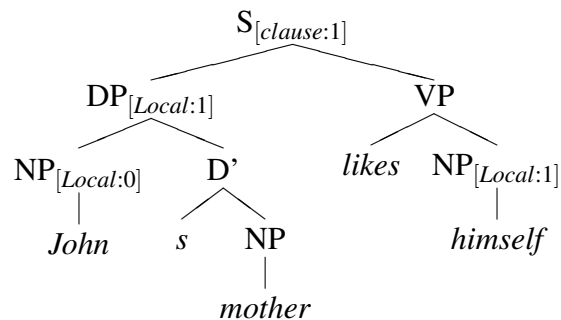 S[clause:1]
DP[Local:1] VP
NP[Local:0] D’ likes NP[Local:1]
John s NP himself
mother